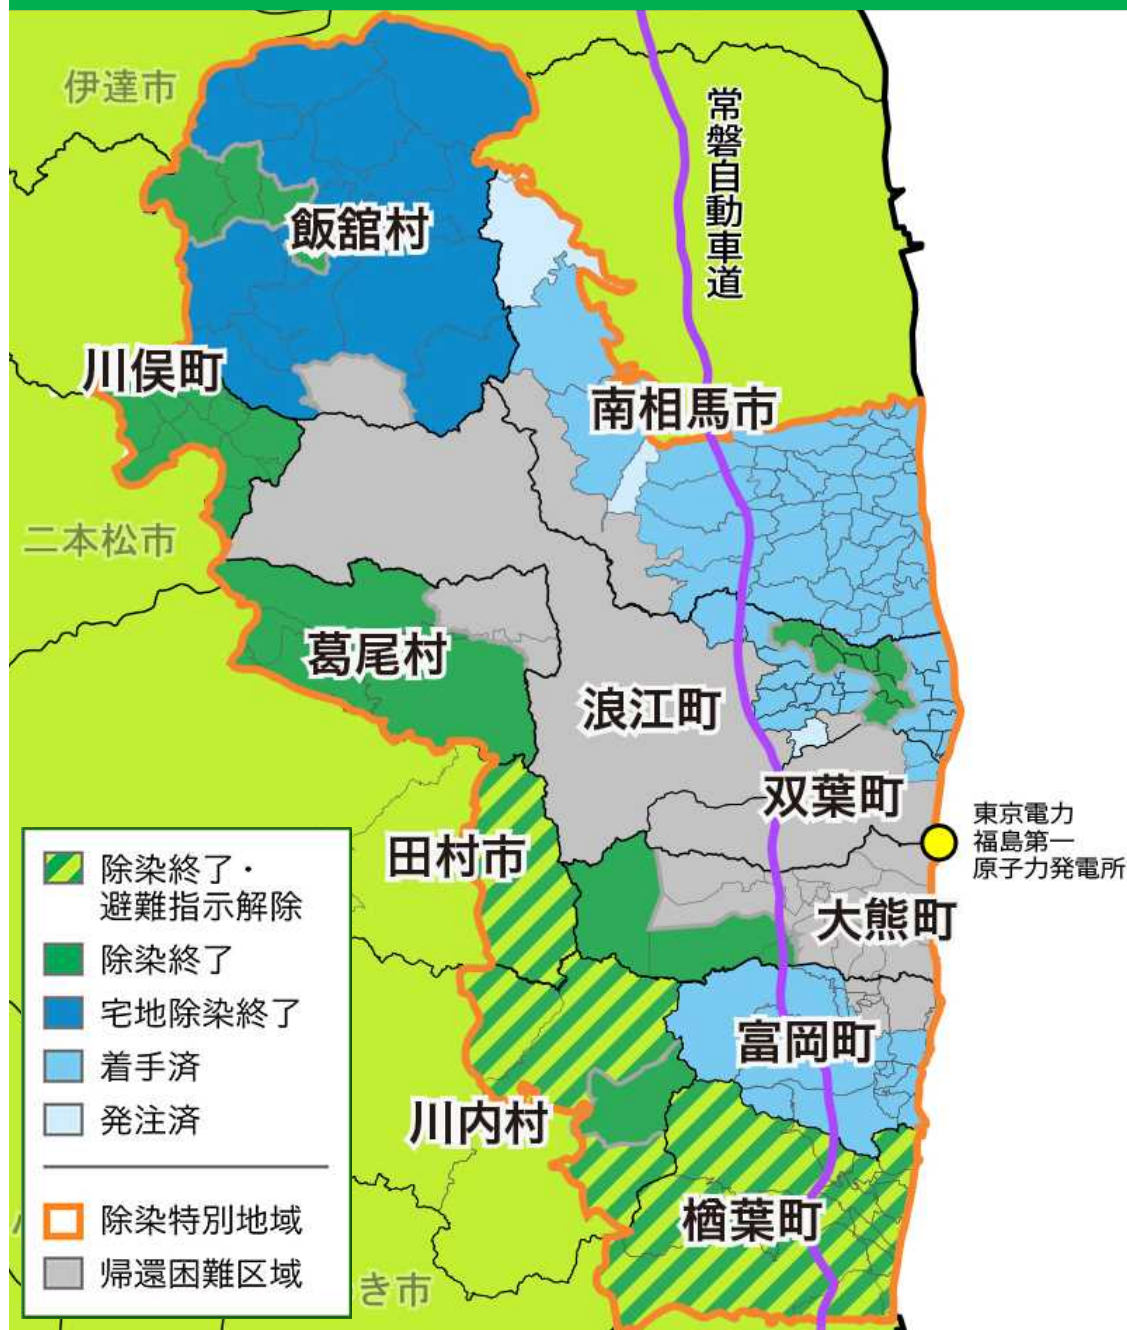 伊達市
常磐自動車道
飯舘村
川俣町
南相馬市
二本松市
葛尾村
浪江町
双葉町
田村市
東京電力
福島第一
原子力発電所
大熊町
富岡町
川内村
楢葉町
き市
除染終了・
避難指示解除
除染終了
宅地除染終了
着手済
発注済
除染特別地域
帰還困難区域